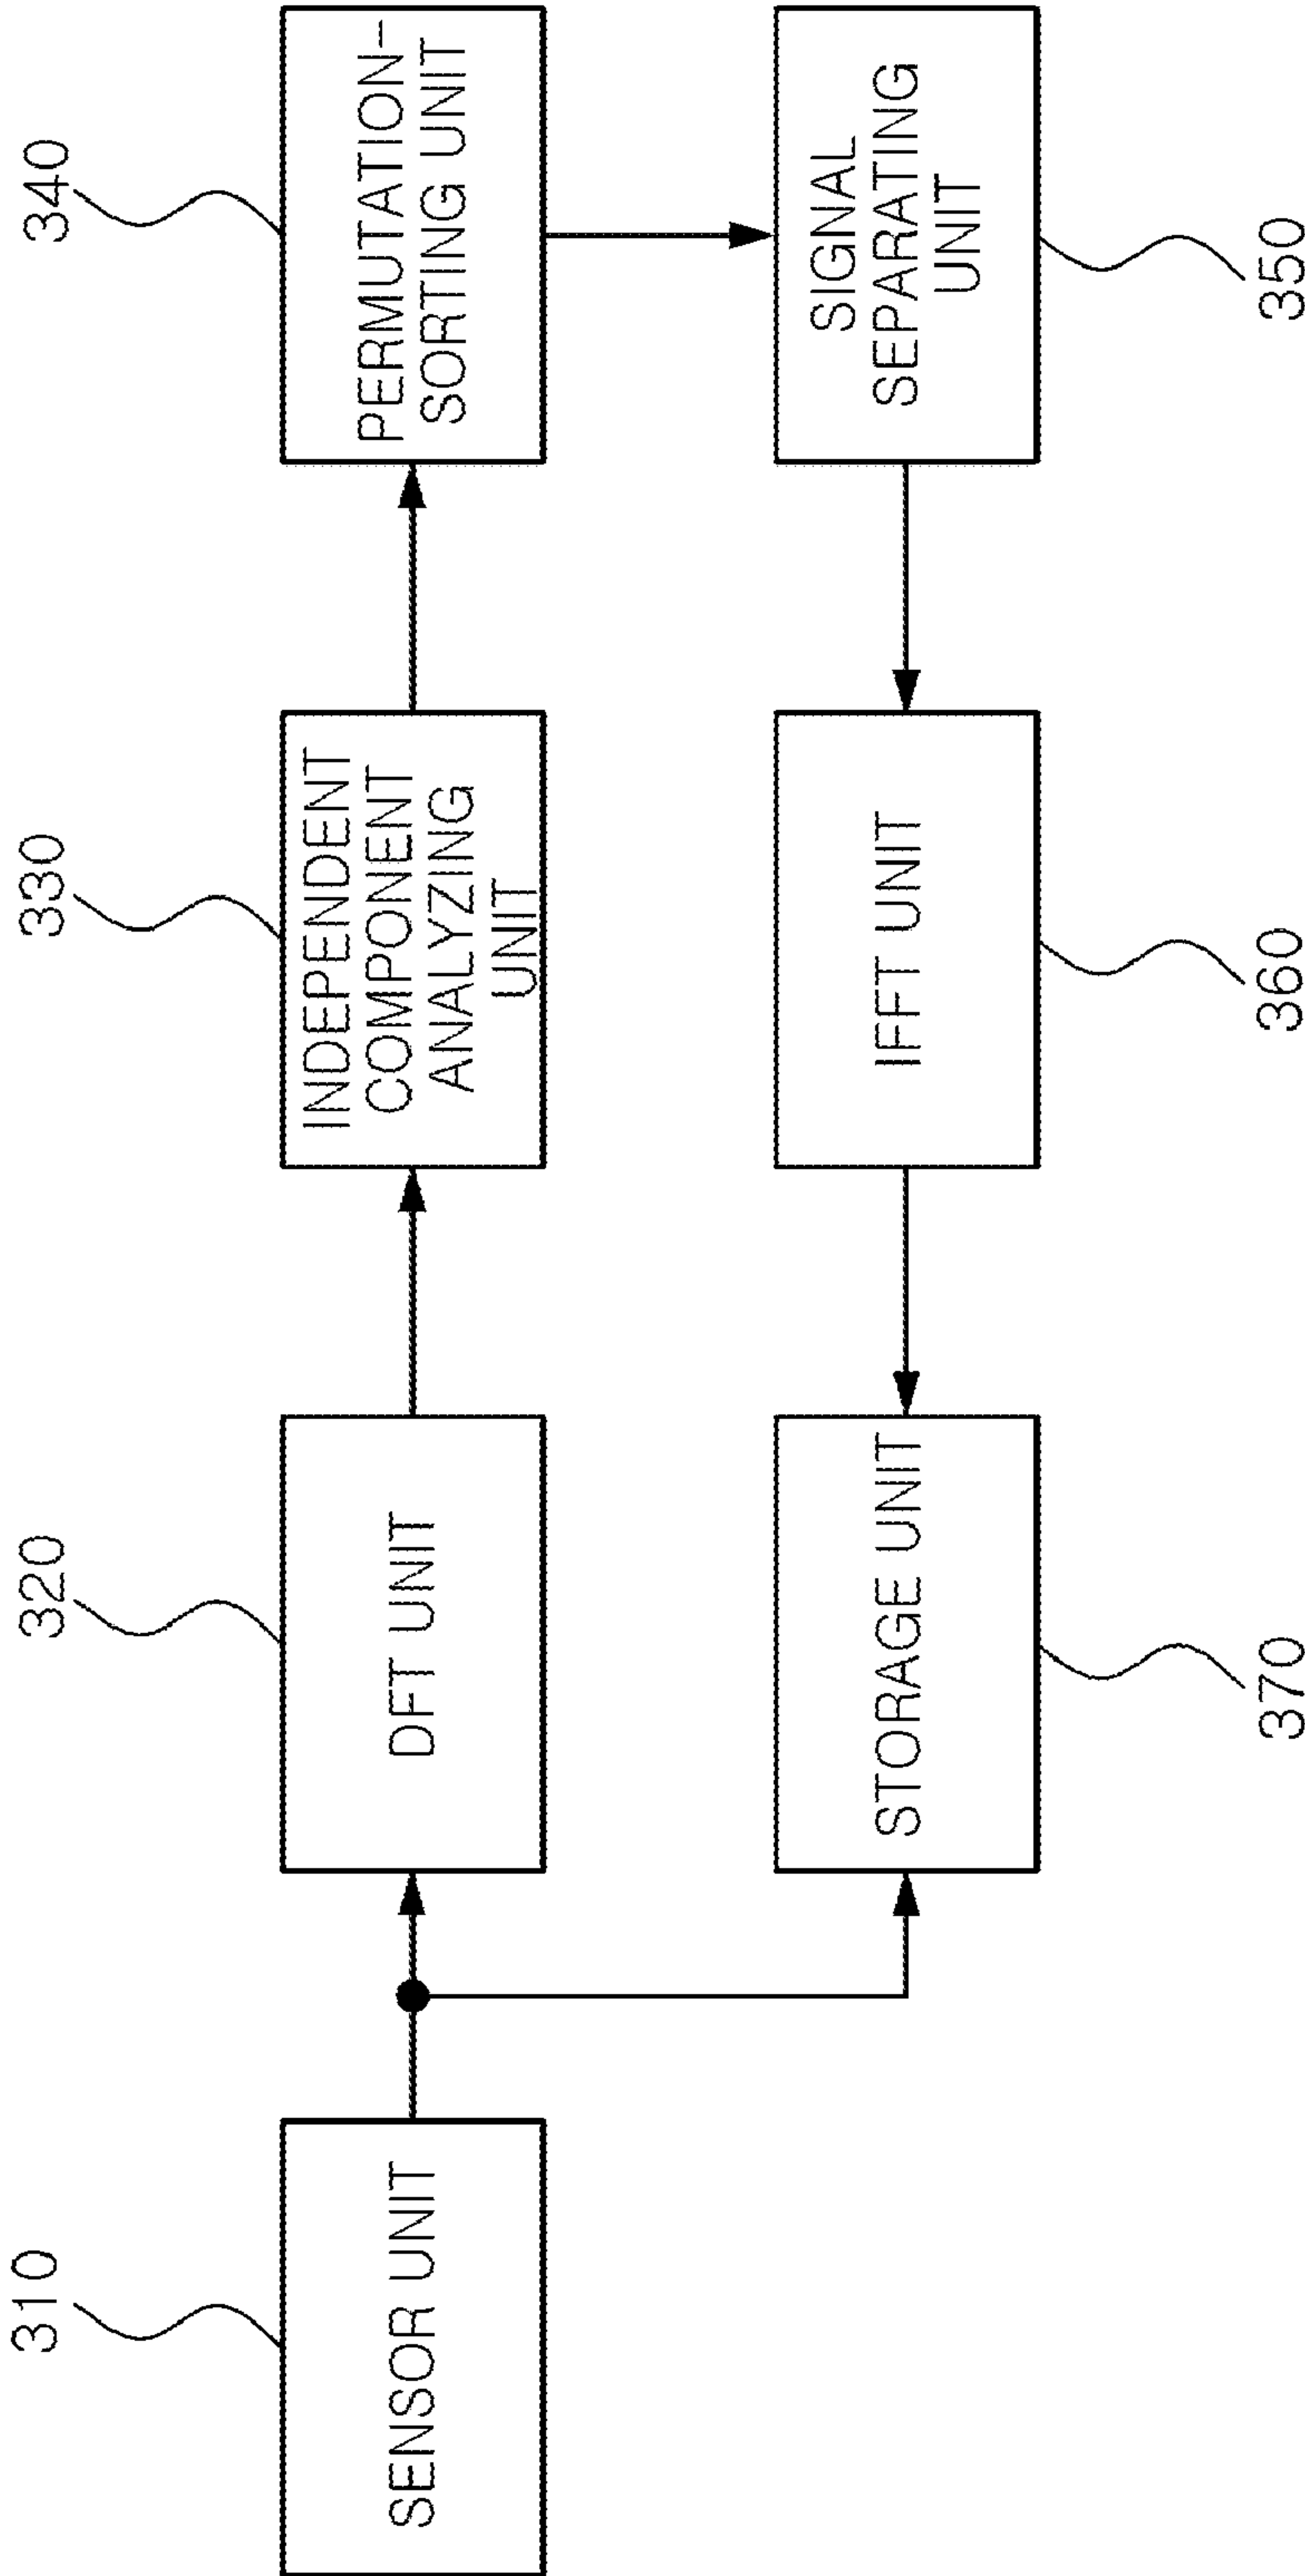 310
SENSOR UNIT
320
DFT UNIT
330
INDEPENDENT
COMPONENT
ANALYZING
UNIT
340
PERMUTATION-
SORTING UNIT
STORAGE UNIT
370
IFFT UNIT
360
SIGNAL
SEPARATING
UNIT
350